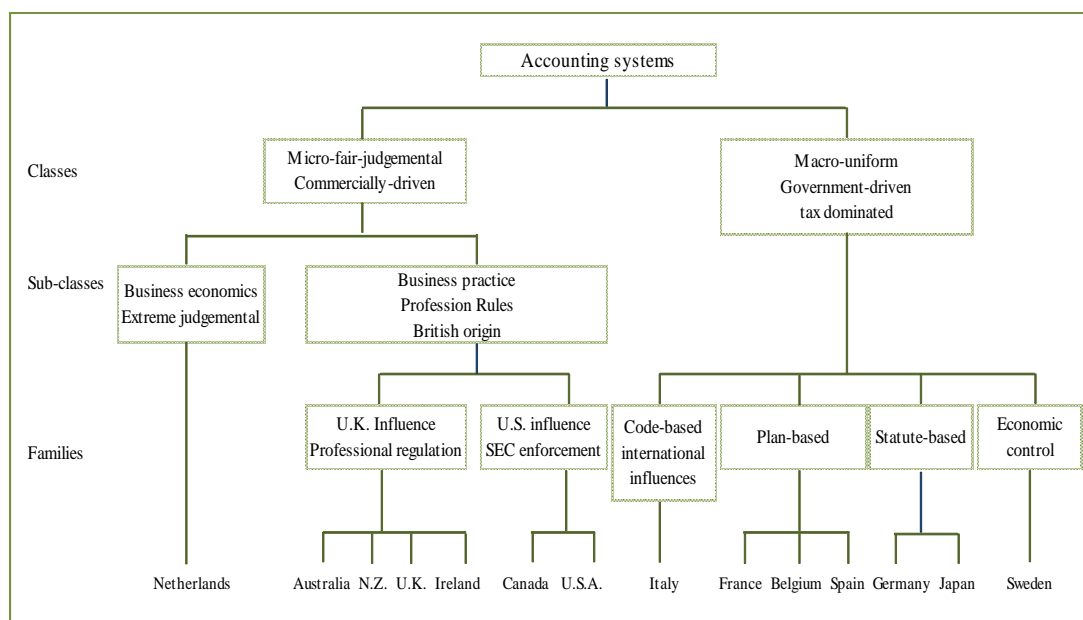 Accounting systems
Classes
Micro-fair-judgemental
Commercially-driven
Macro-uniform
Government-driven
tax dominated
Sub-classes
Business economics
Extreme judgemental
Business practice
Profession Rules
British origin
Families
U.K. Influence
Professional regulation
U.S. influence
SEC enforcement
Code-based
international
influences
Plan-based
Statute-based
Economic
control
Netherlands Australia N.Z. U.K. Ireland Canada U.S.A. Italy France Belgium Spain Germany Japan Sweden